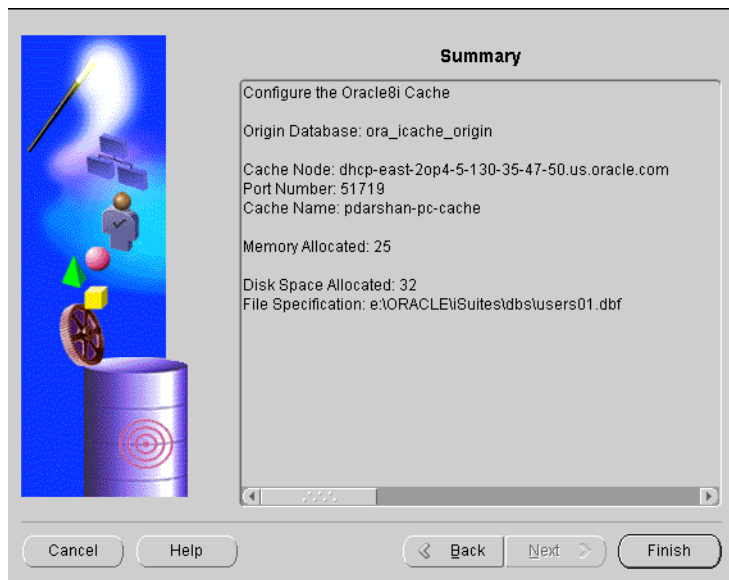 Summary
Configure the Oracle8i Cache
Origin Database: ora_icache_origin
Cache Node: dhcp-east-2op4-5-130-35-47-50.us.oracle.com
Port Number: 51719
Cache Name: pdarshan-pc-cache
Memory Allocated: 25
Disk Space Allocated: 32
File Specification: e:\ORACLE\iSuites\dbs\users01.dbf
Cancel
Help
Back
Next
Finish